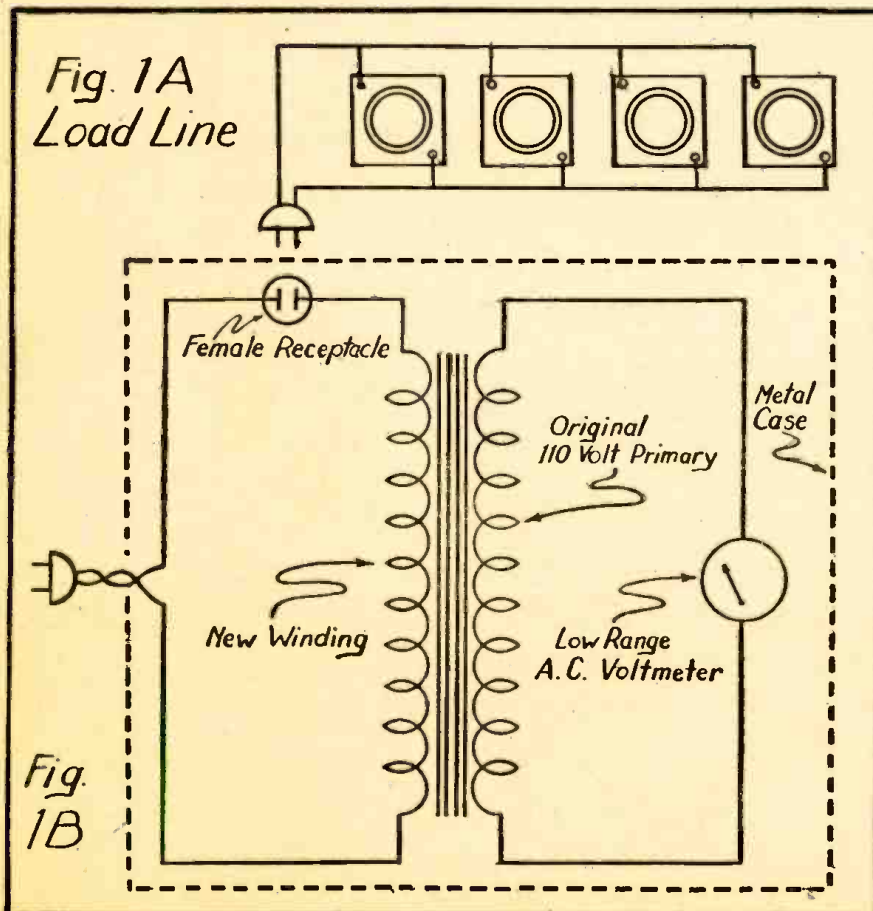 Fig. 1A
Load Line
Female Receptacle
Metal
Case
Original
110 Volt Primary
New Winding
Low Range
A.C. Voltmeter
Fig.
1B